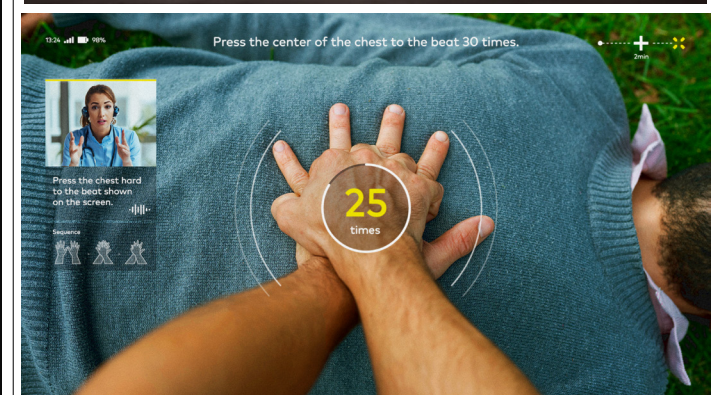 13:24 98%
Press the center of the chest to the beat 30 times.
2min
Press the chest hard
to the beat shown
on the screen.
Sequence
25
times